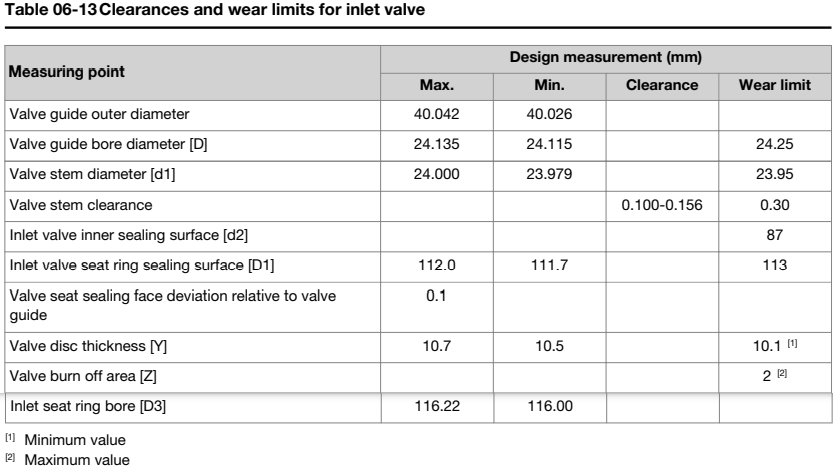 Table 06-13 Clearances and wear limits for inlet valve
Measuring point Design measurement (mm)
Max. Min. Clearance Wear limit
Valve guide outer diameter 40.042 40.026
Valve guide bore diameter [D] 24.135 24.115 24.25
Valve stem diameter [d1] 24.000 23.979 23.95
Valve stem clearance 0.100-0.156 0.30
Inlet valve inner sealing surface [d2] 87
Inlet valve seat ring sealing surface [D1] 112.0 111.7 113
Valve seat sealing face deviation relative to valve 0.1
guide
Valve disc thickness [Y] 10.7 10.5 10.1 [1]
Valve burn off area [Z] 2 [2]
Inlet seat ring bore [D3] 116.22 116.00
[1] Minimum value
[2] Maximum value